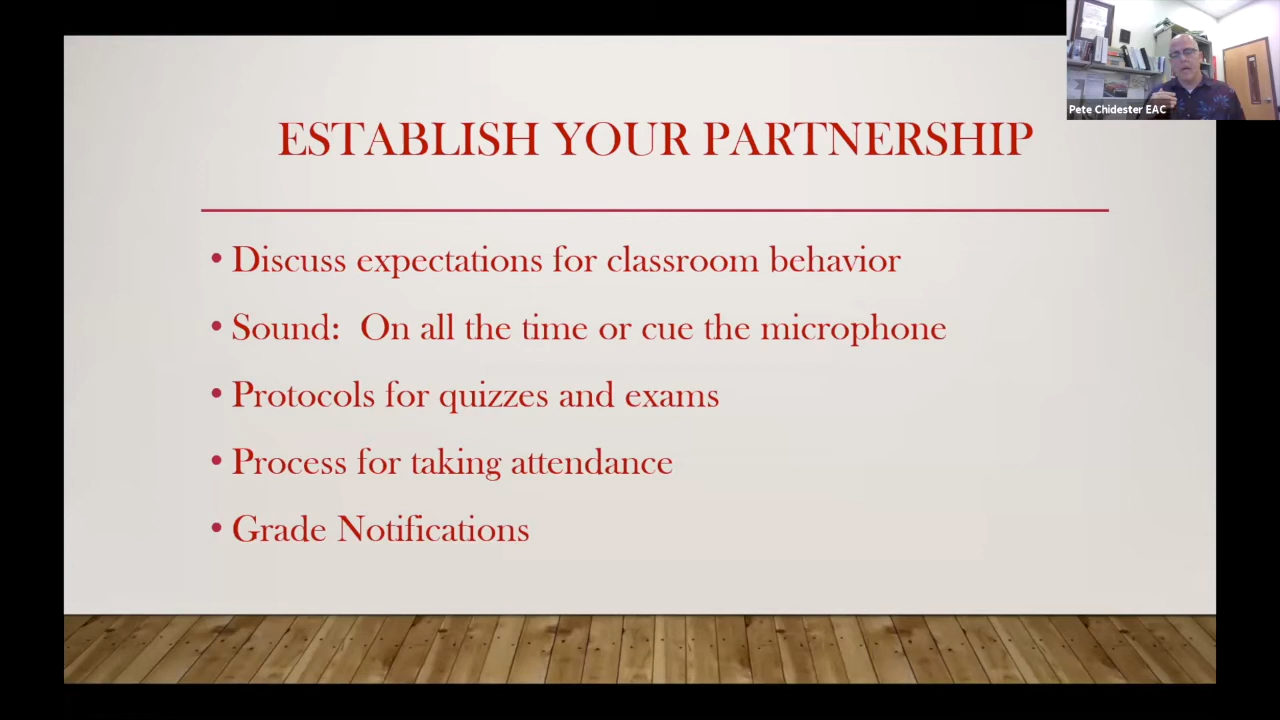 Pete Chidester EAC
ESTABLISH YOUR PARTNERSHIP
• Discuss expectations for classroom behavior
• Sound:  On all the time or cue the microphone
• Protocols for quizzes and exams
• Process for taking attendance
• Grade Notifications